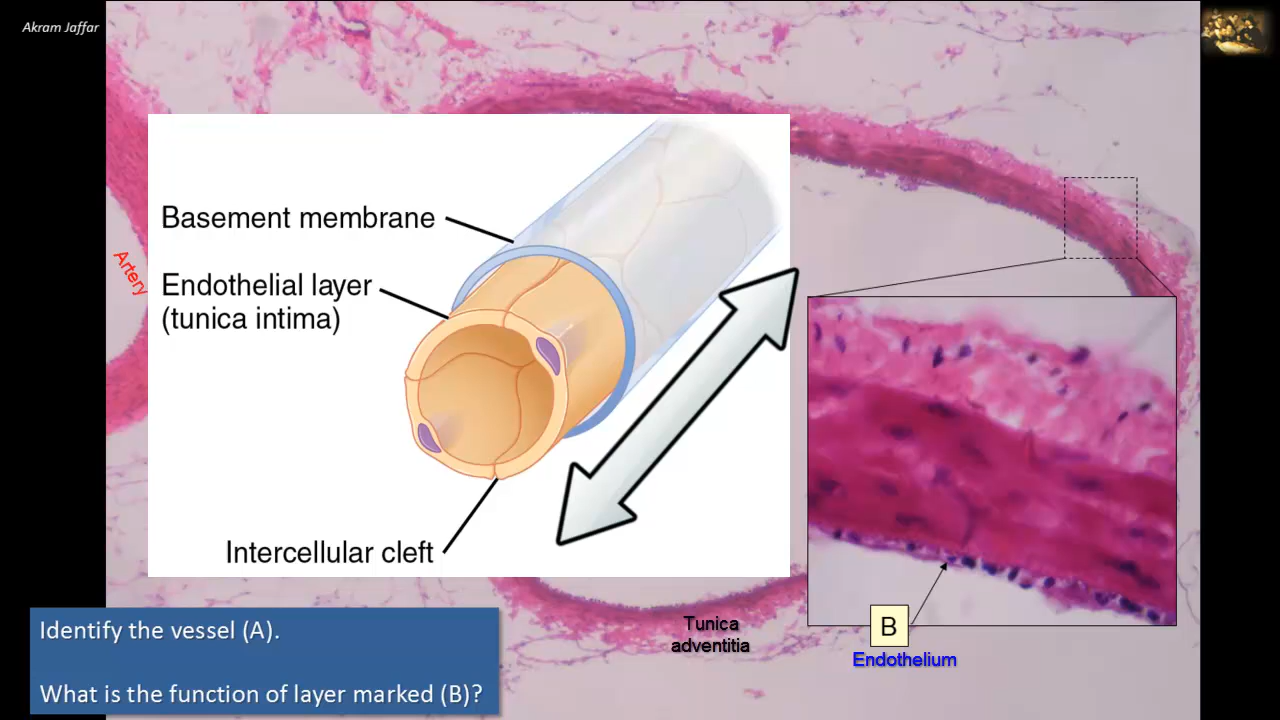 Akram Jaffar
Basement membrane
Endothelial layer
(tunica intima)
Artery
Intercellular cleft
Tunica
adventitia
B
Endothelium
Identify the vessel (A).
What is the function of layer marked (B)?